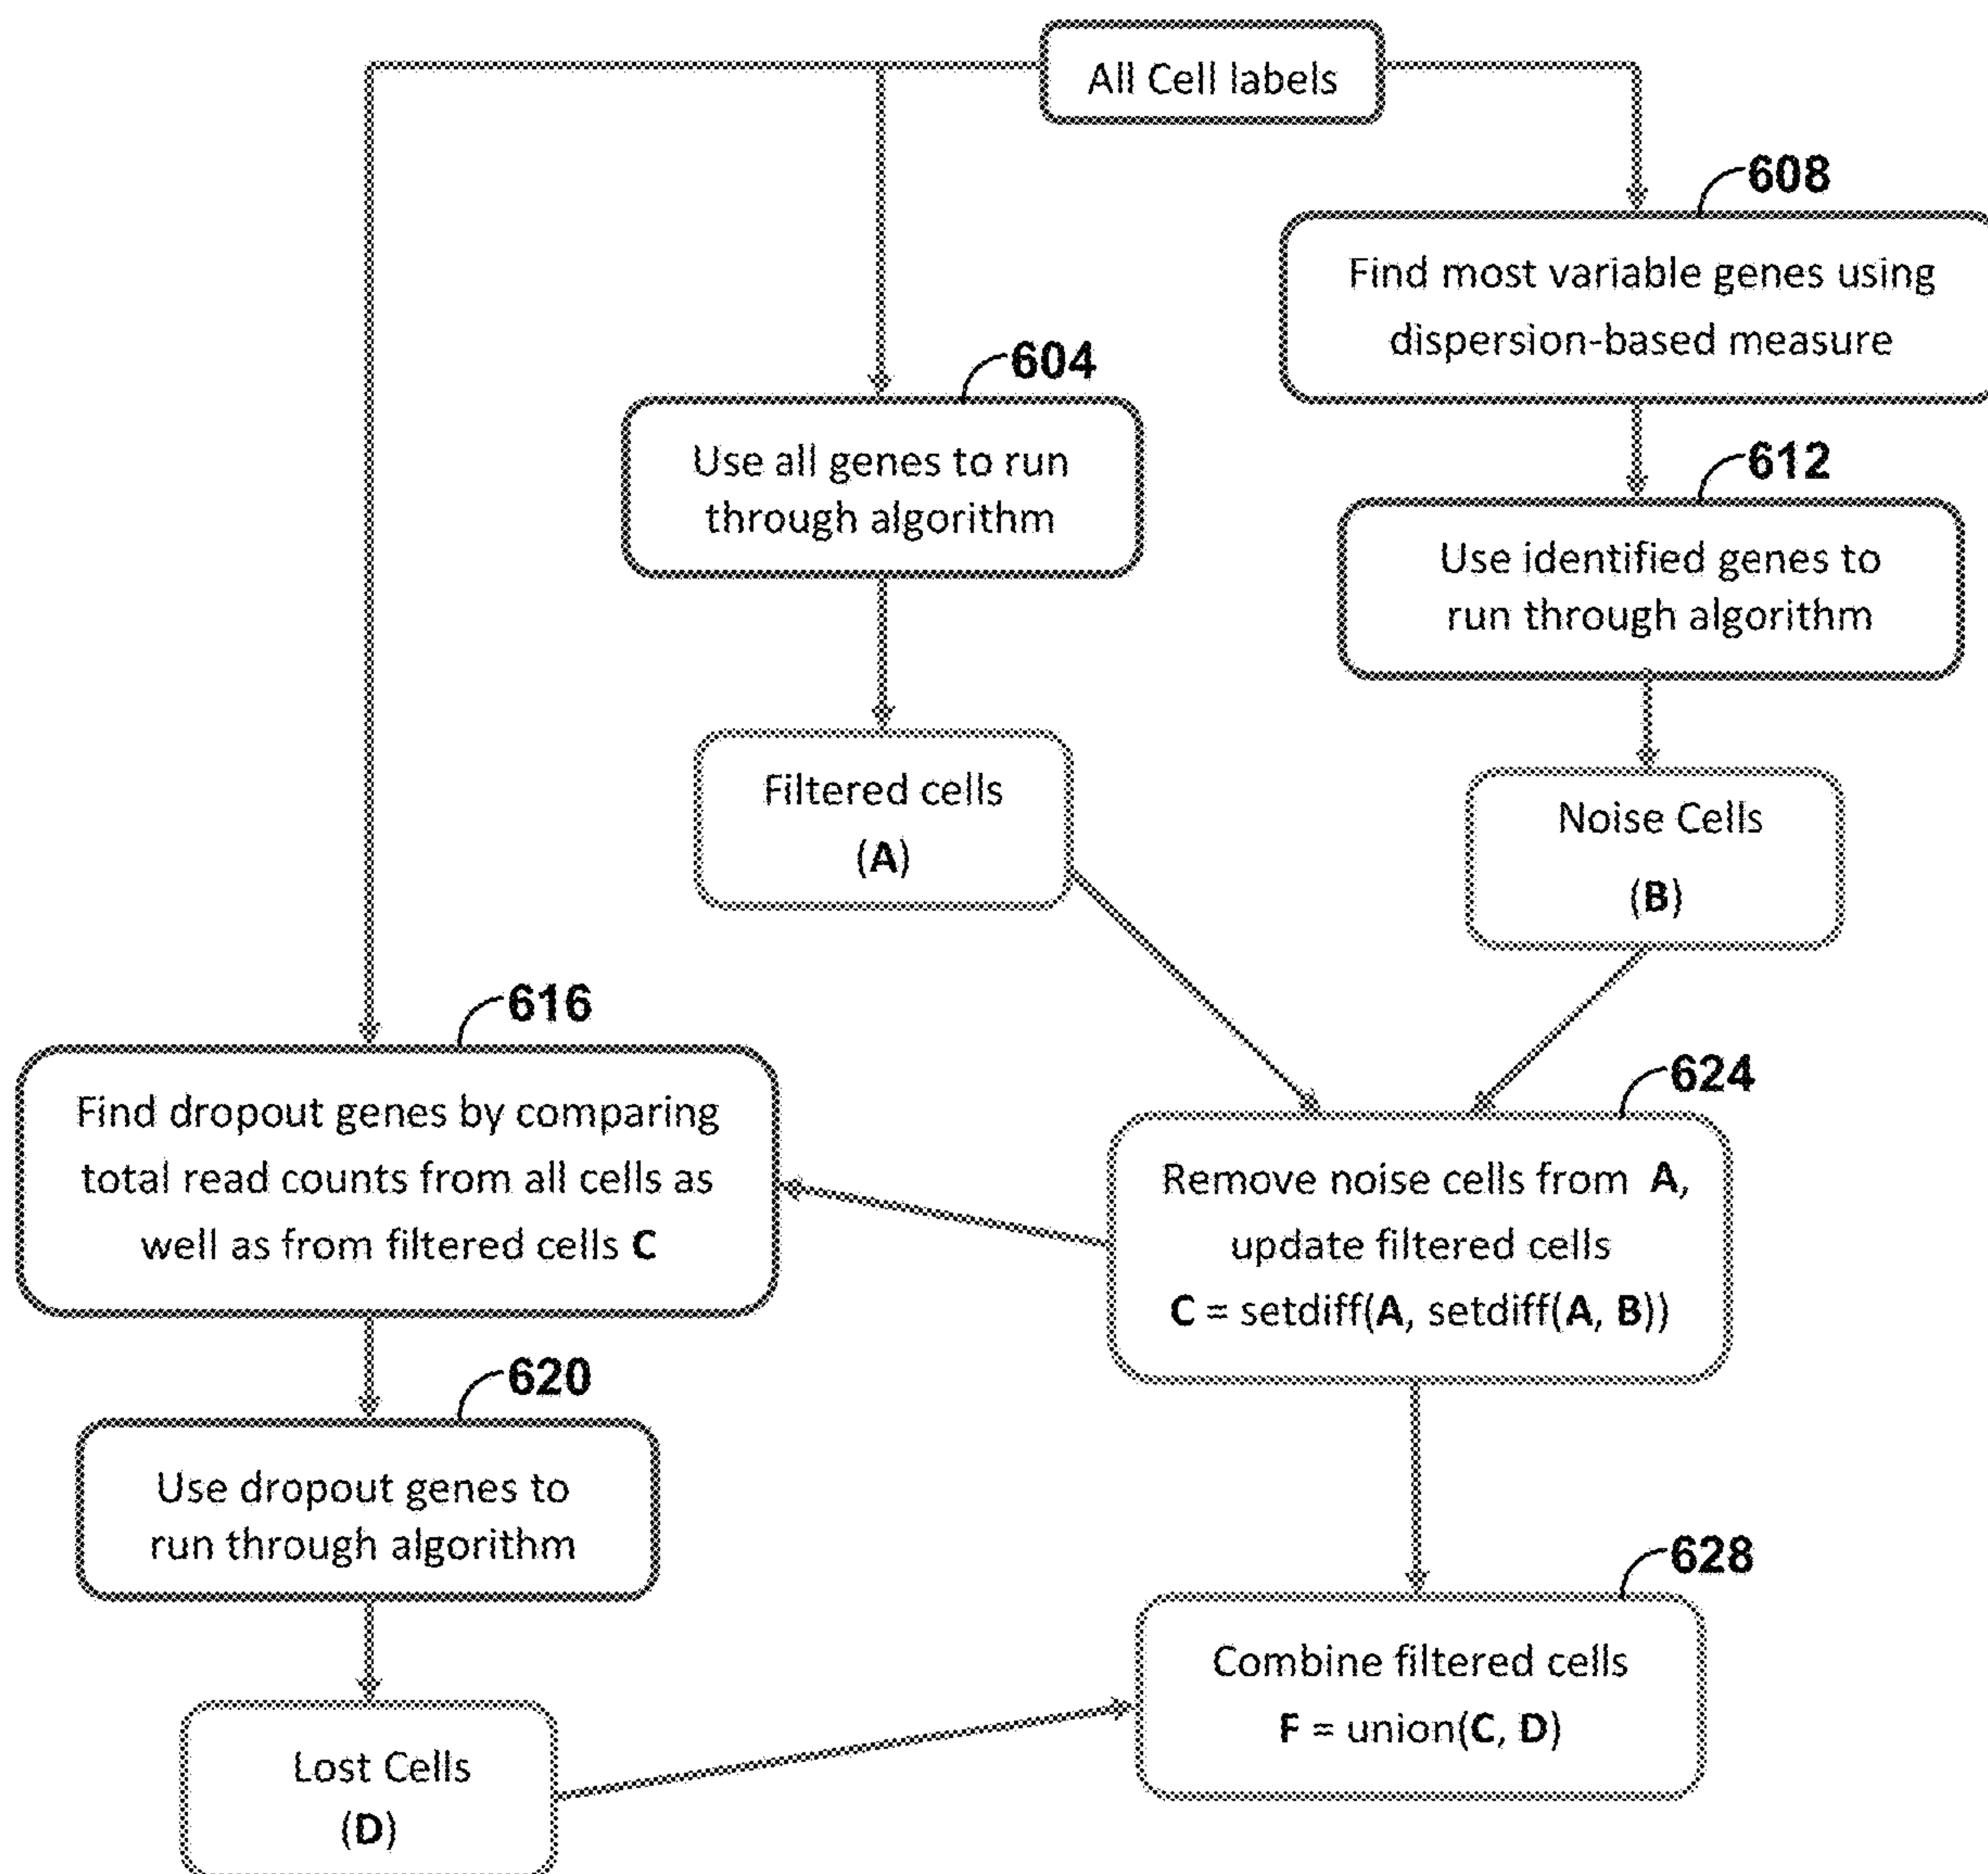 All Cell labels
608
Find most variable genes using
dispersion-based measure
604
Use all genes to run
through algorithm
612
Use identified genes to
run through algorithm
Filtered cells
(A)
Noise Cells
(B)
616
Find dropout genes by comparing
total read counts from all cells as
well as from filtered cells C
624
Remove noise cells from A,
update filtered cells
C = setdiff(A, setdiff(A, B))
620
Use dropout genes to
run through algorithm
628
Combine filtered cells
F = union(C, D)
Lost Cells
(D)